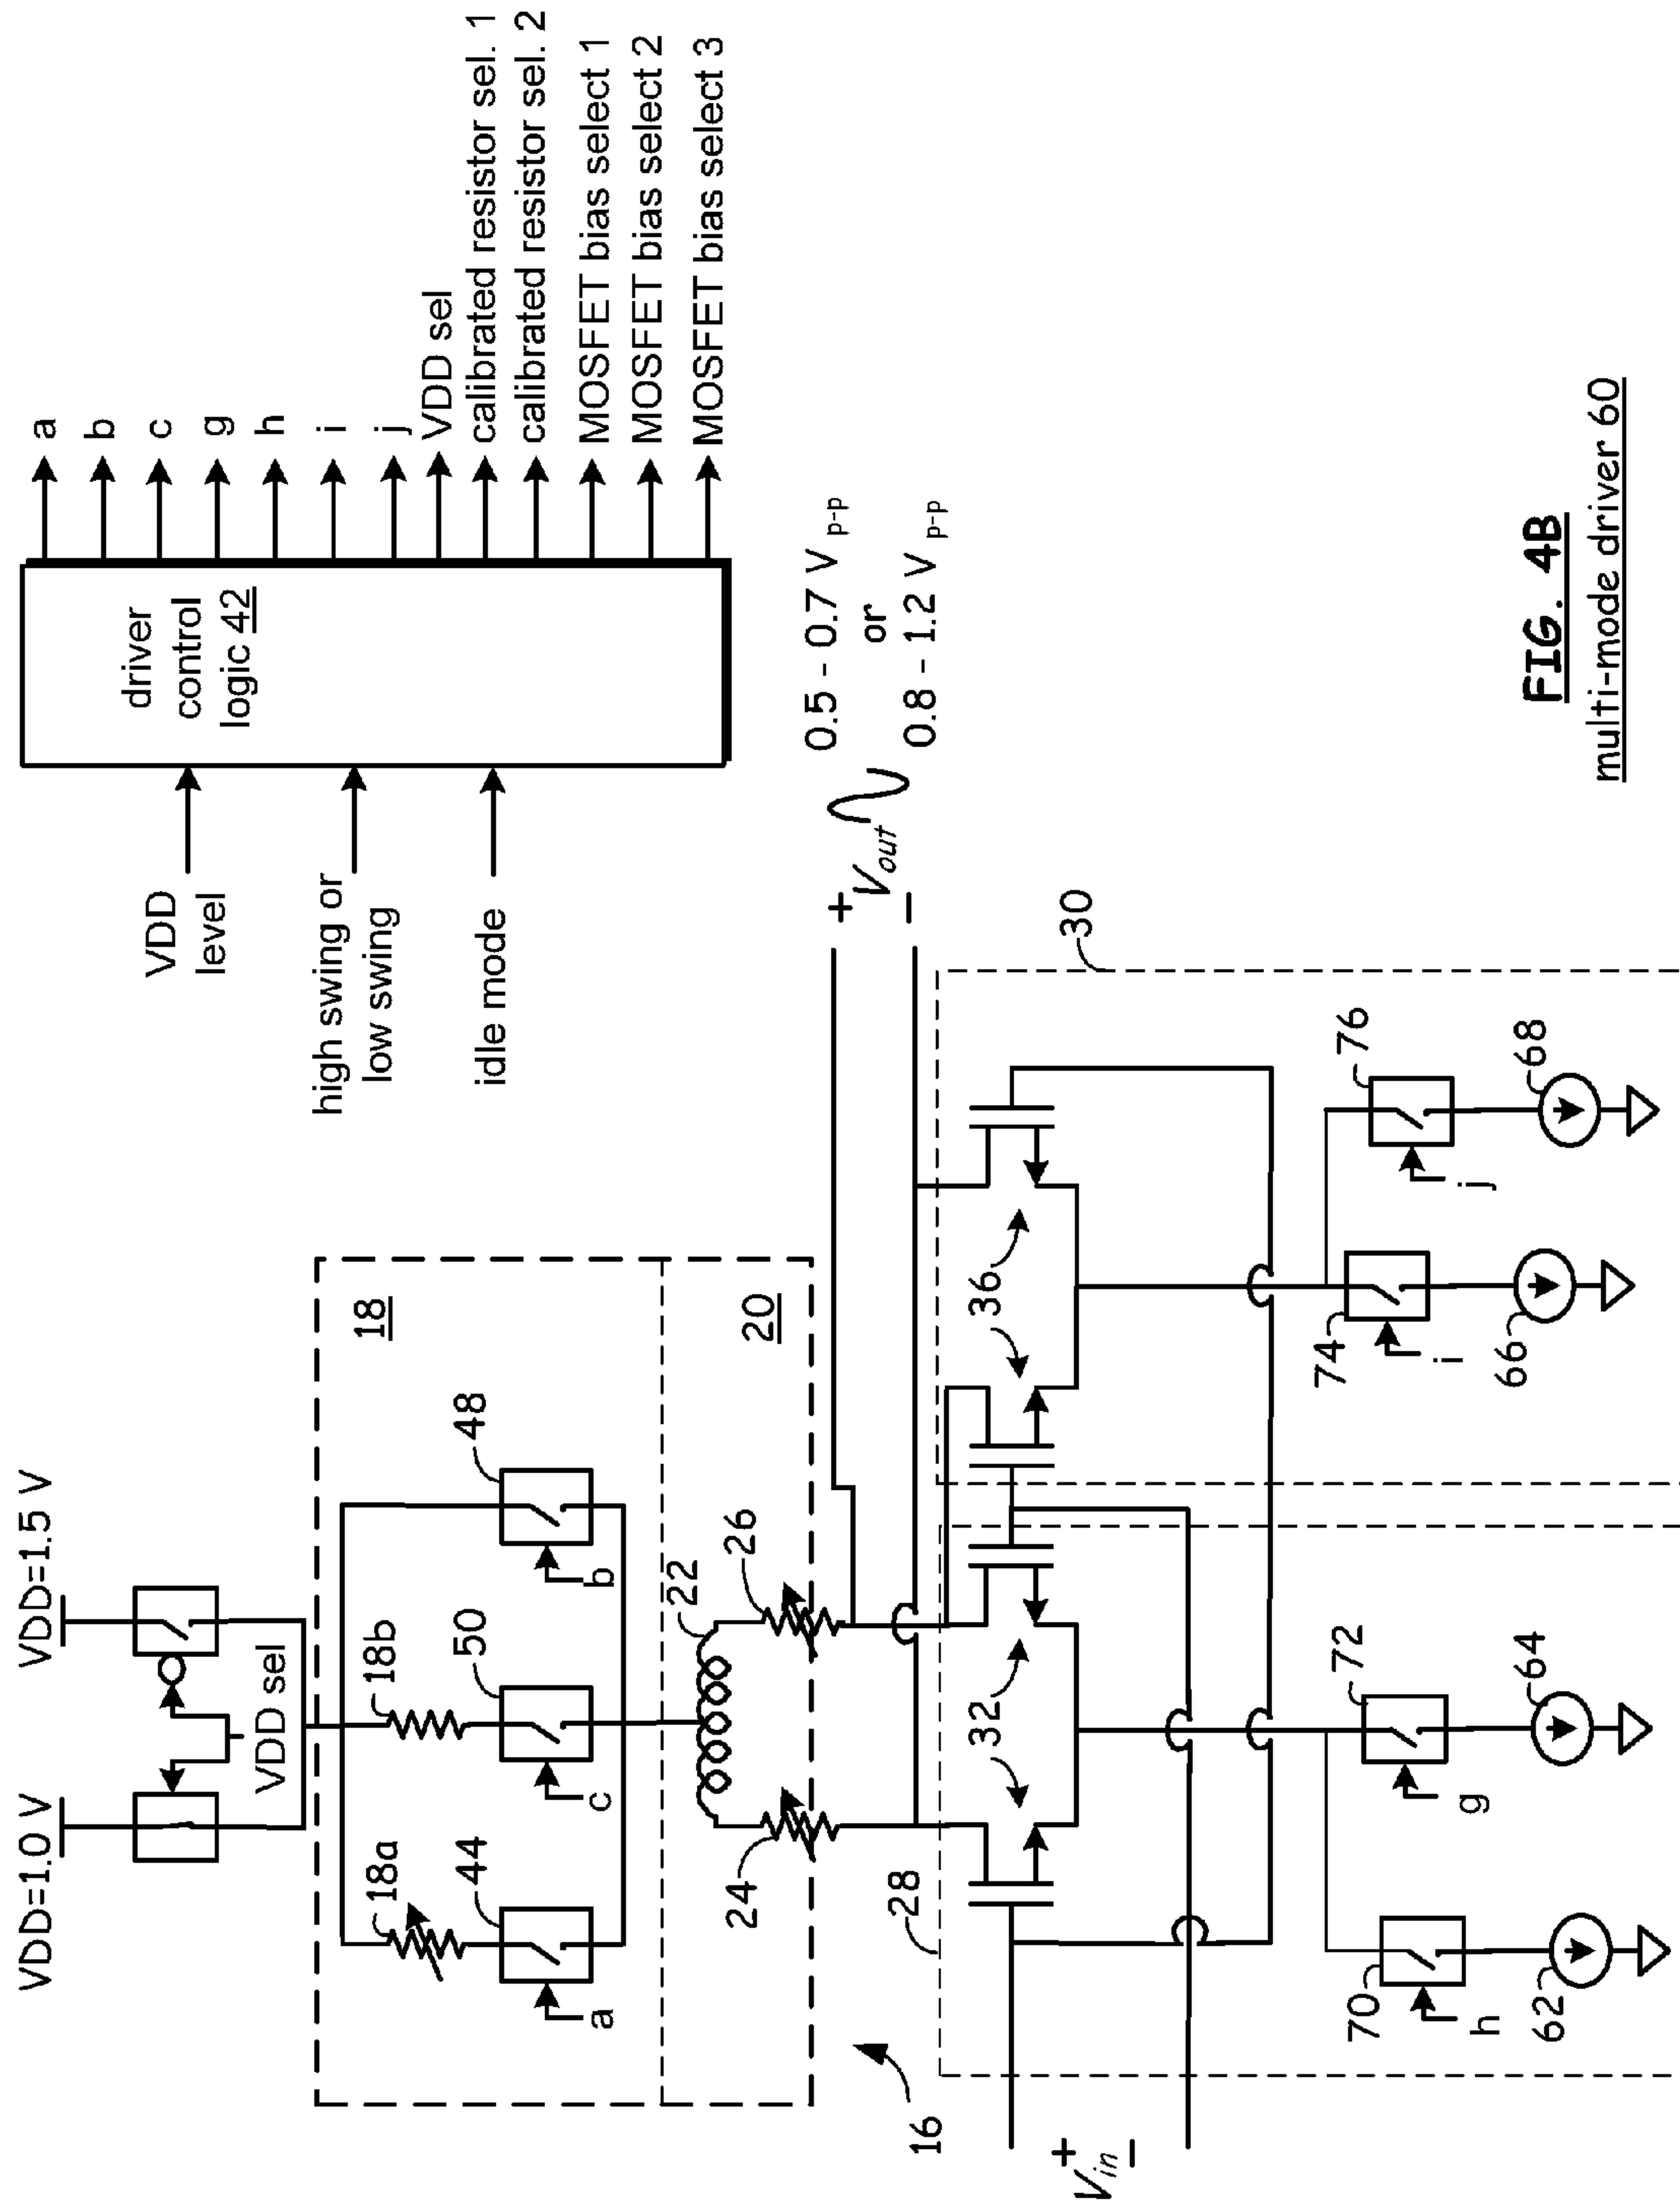 VDD=1.0 V
VDD=1.5 V
VDD sel
18a
18b
18
44
50
48
a
c
b
22
20
24
26
16
28
32
36
30
Vin
+
−
Vout
+
−
0.5 - 0.7 V p-p
or
0.8 - 1.2 V p-p
70
h
62
72
g
64
74
i
66
76
j
68
VDD
level
high swing or
low swing
idle mode
driver
control
logic 42
a
b
c
g
h
i
j
VDD sel
calibrated resistor sel. 1
calibrated resistor sel. 2
MOSFET bias select 1
MOSFET bias select 2
MOSFET bias select 3
FIG. 4B
multi-mode driver 60